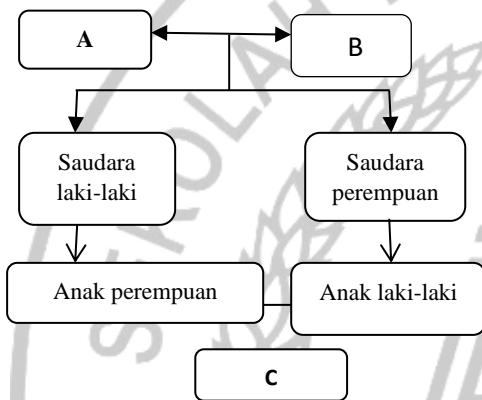 A
B
Saudara
laki-laki
Saudara
perempuan
Anak perempuan
Anak laki-laki
C